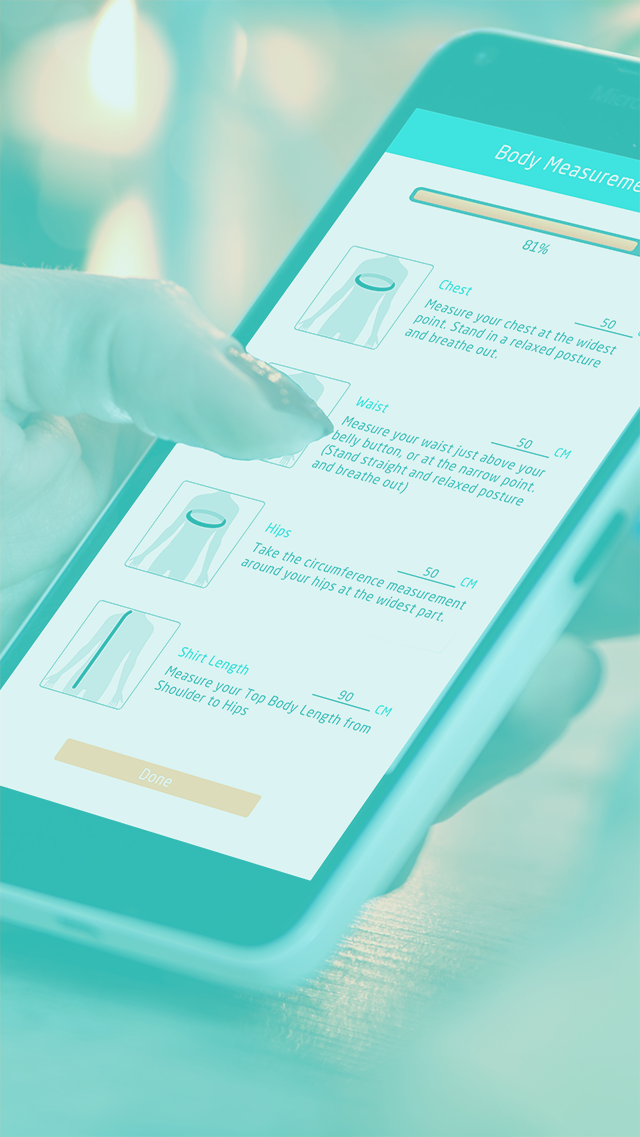 Body Measureme
81%
Chest
Measure your chest at the widest
point. Stand in a relaxed posture
and breathe out.
50
Waist
Measure your waist just above your
belly button, or at the narrow point.
(Stand straight and relaxed posture
and breathe out)
50 CM
Hips
Take the circumference measurement
around your hips at the widest part.
50 CM
Shirt Length
Measure your Top Body Length from
Shoulder to Hips
90 CM
Done